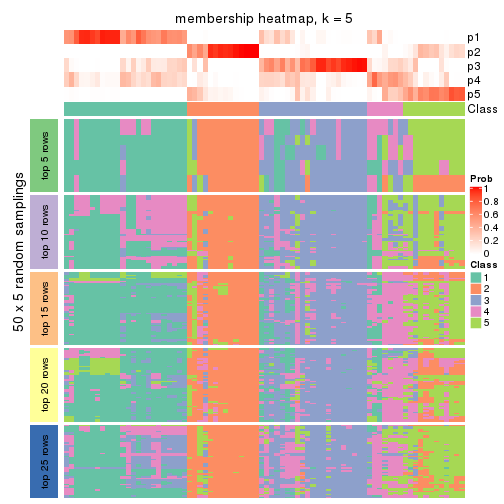 membership heatmap, k = 5
p1
p2
p3
p4
p5
Class
50 x 5 random samplings
top 5 rows
top 10 rows
top 15 rows
top 20 rows
top 25 rows
Prob
1
0.8
0.6
0.4
0.2
0
Class
1
2
3
4
5